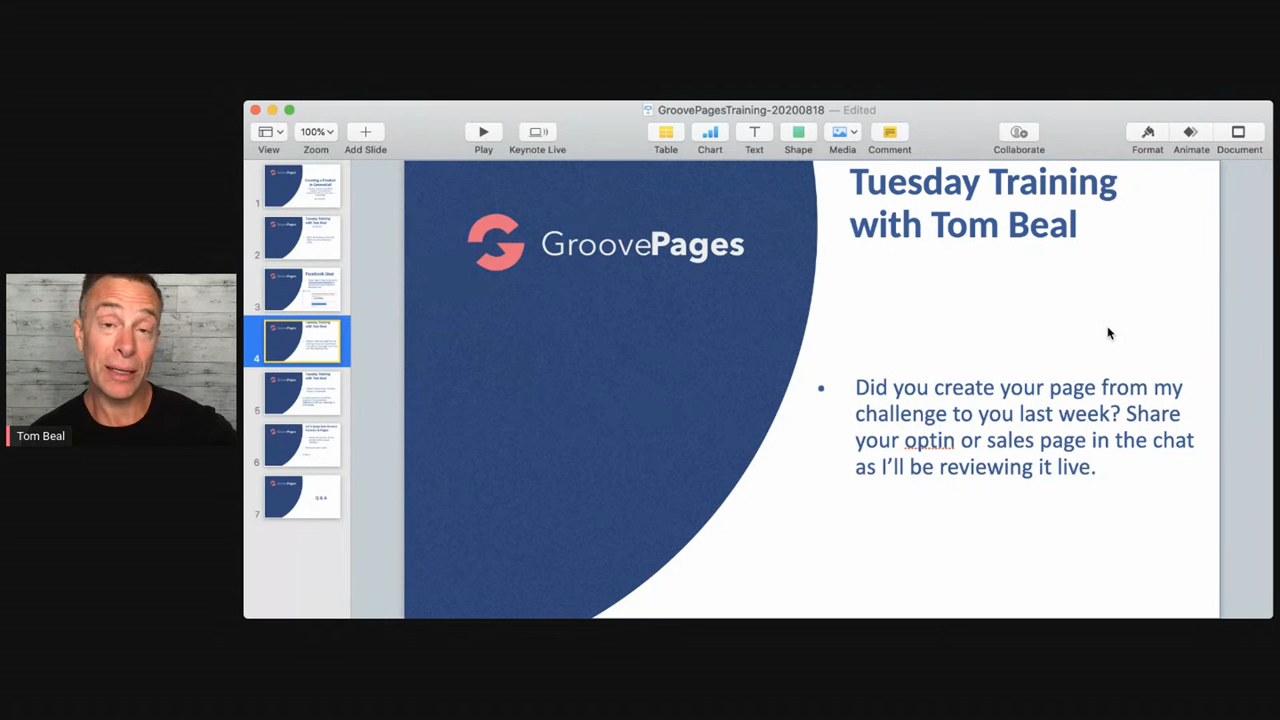 GroovePagesTraining-20200818 — Edited
100%
View
Zoom
Add Slide
Play
Keynote Live
Table
Chart
Text
Shape
Media
Comment
Collaborate
Format
Animate
Document
1
2
3
4
5
6
7
Facebook User
Q & A
GroovePages
Tuesday Training
with Tom Beal
• Did you create your page from my
challenge to you last week? Share
your optin or sales page in the chat
as I’ll be reviewing it live.
Tom Beal